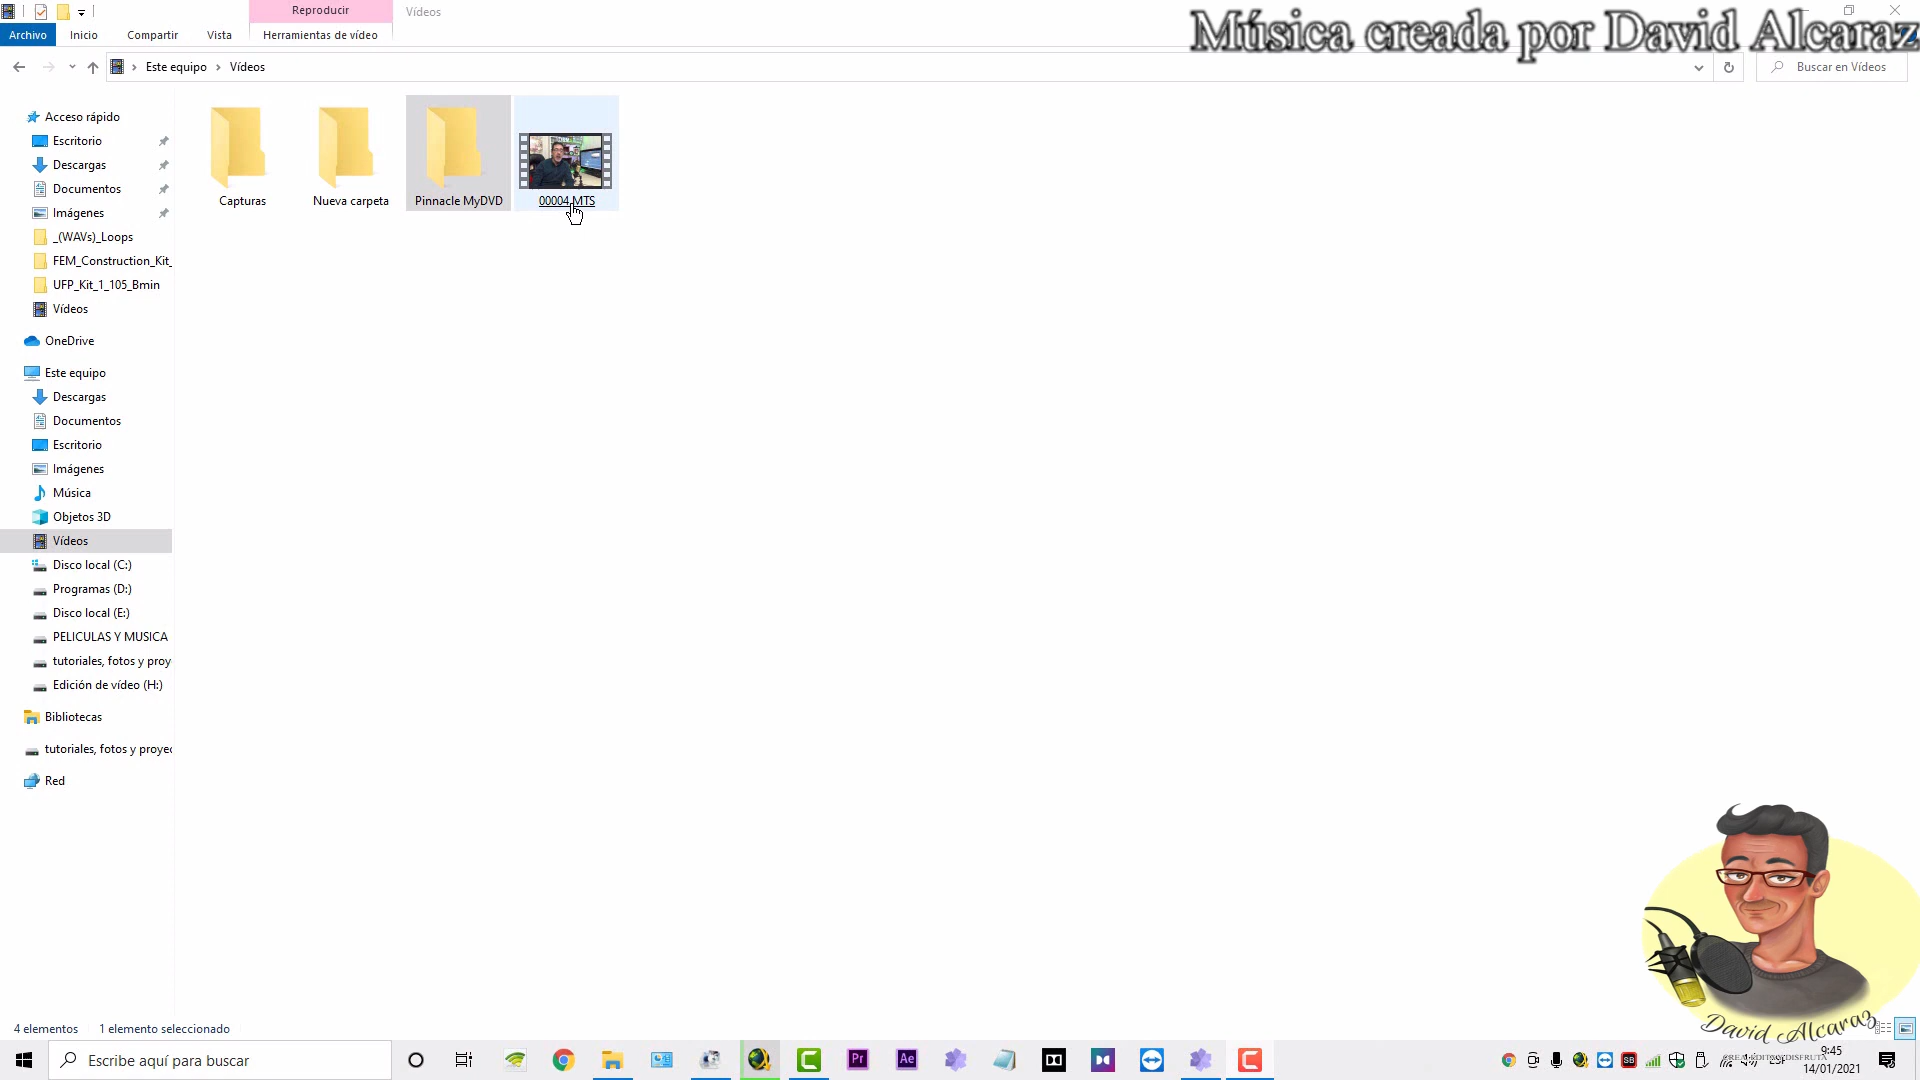 Reproducir
Vídeos
Archivo
Inicio
Compartir
Vista
Herramientas de vídeo
Música creada por David Alcaraz
Este equipo
Vídeos
Buscar en Vídeos
Acceso rápido
Escritorio
Descargas
Documentos
Imágenes
_(WAVs)_Loops
FEM_Construction_Kit_
UFP_Kit_1_105_Bmin
Vídeos
OneDrive
Este equipo
Descargas
Documentos
Escritorio
Imágenes
Música
Objetos 3D
Vídeos
Disco local (C:)
Programas (D:)
Disco local (E:)
PELICULAS Y MUSICA
tutoriales, fotos y proy
Edición de vídeo (H:)
Bibliotecas
tutoriales, fotos y proyec
Red
Capturas
Nueva carpeta
Pinnacle MyDVD
00004.MTS
David Alcaraz
4 elementos
1 elemento seleccionado
Escribe aquí para buscar
Pr
Ae
SB
ESP
9:45
14/01/2021